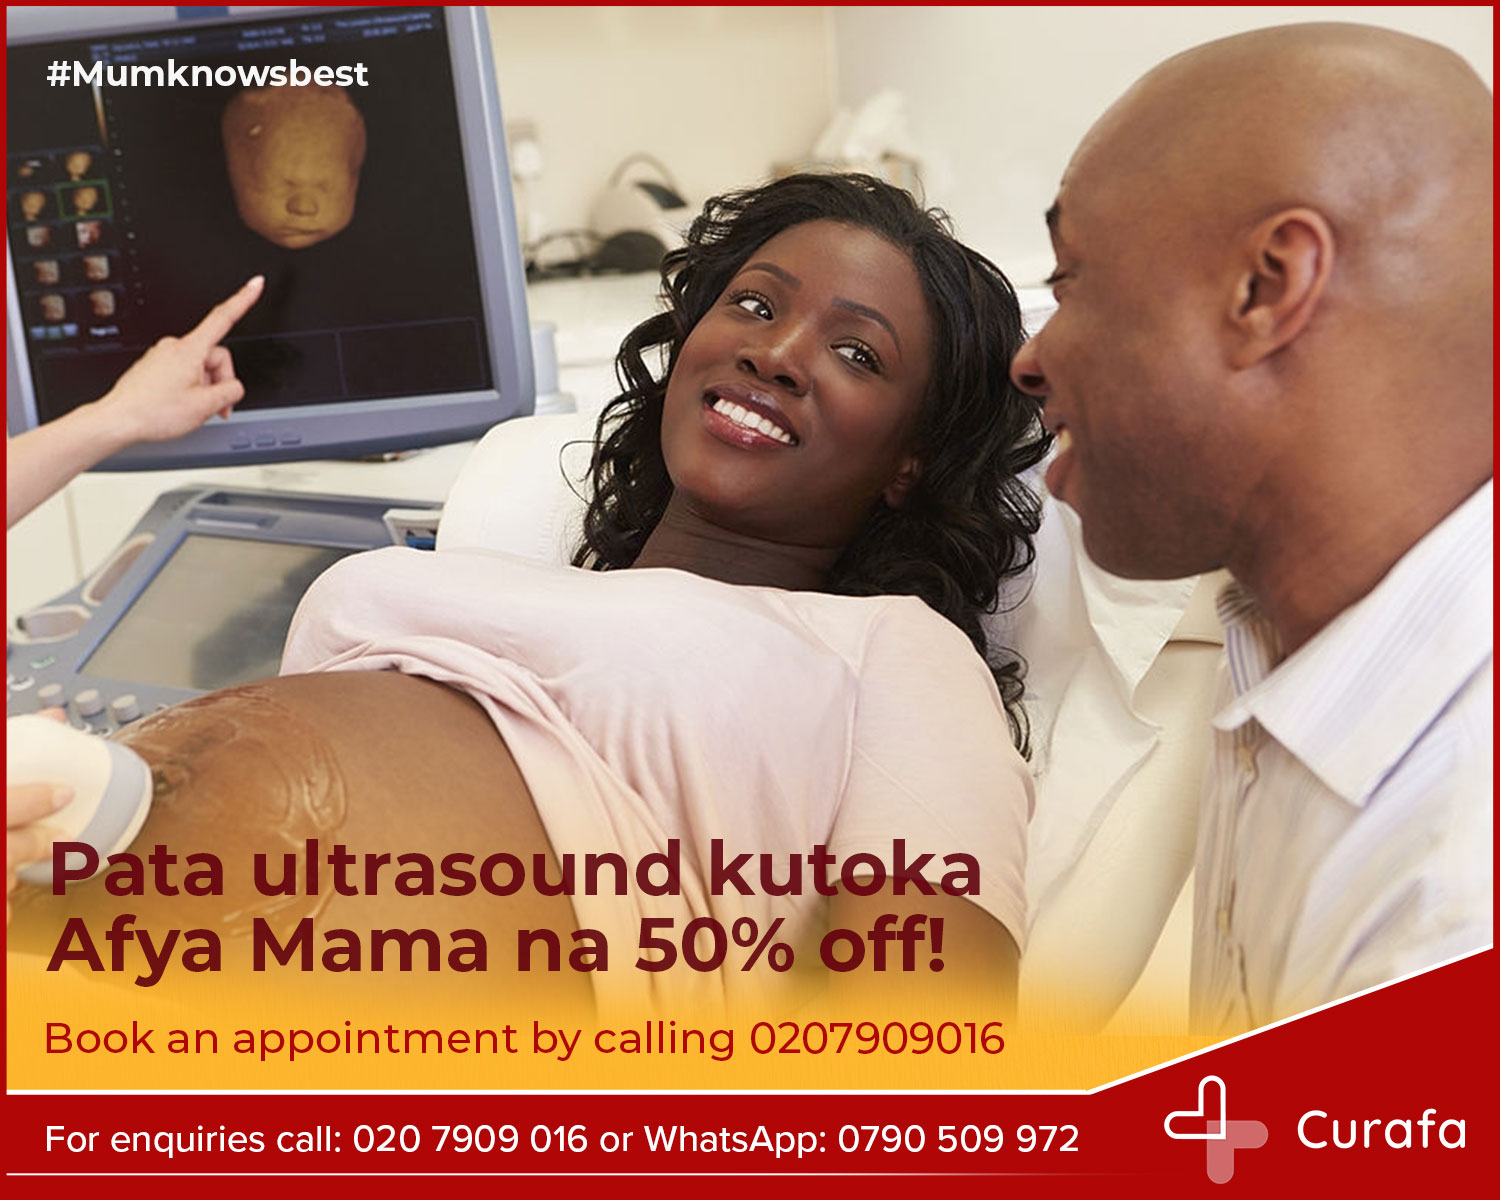 #Mumknowsbest
Pata ultrasound kutoka
Afya Mama na 50% off!
Book an appointment by calling 0207909016
For enquiries call: 020 7909 016 or WhatsApp: 0790 509 972
Curafa